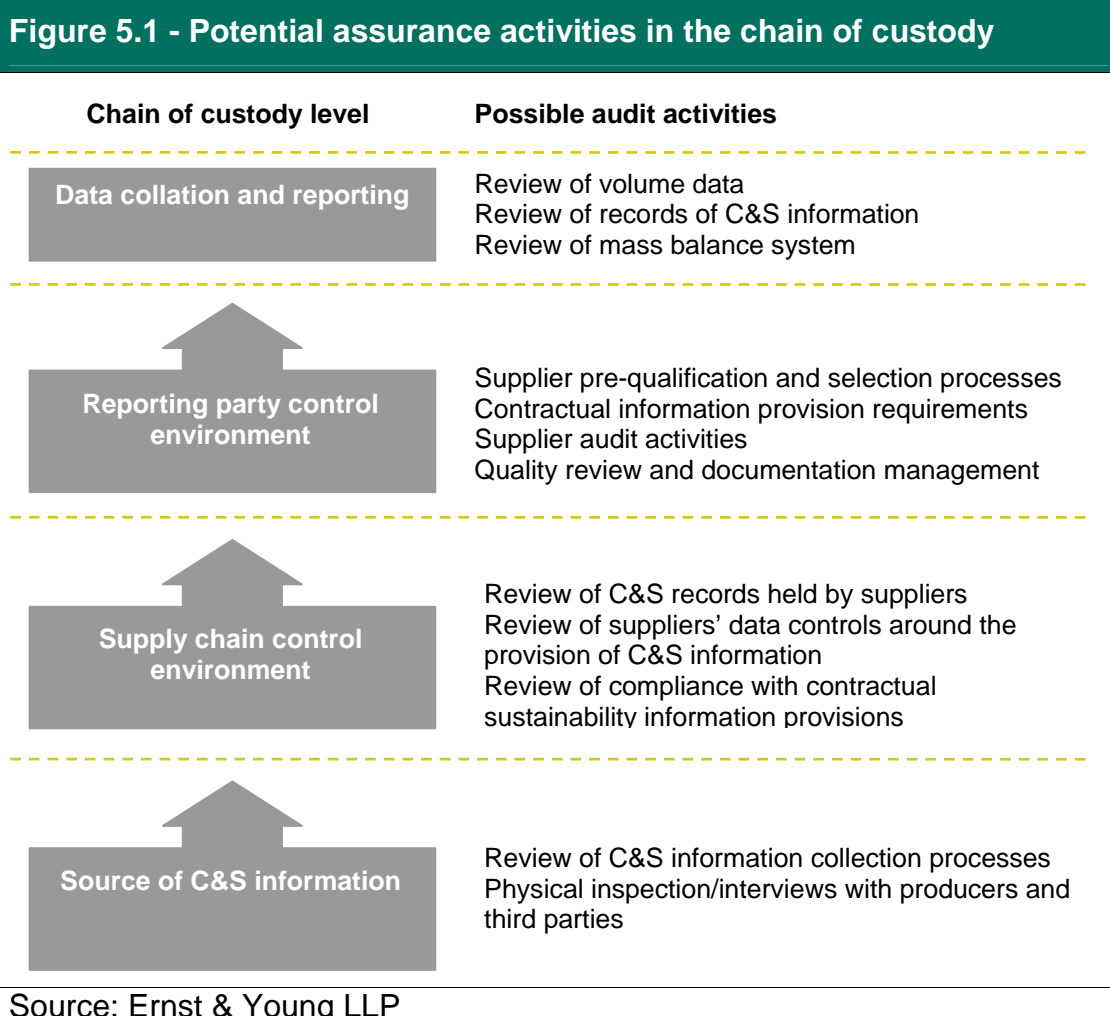 Figure 5.1 - Potential assurance activities in the chain of custody
Chain of custody level
Possible audit activities
Data collation and reporting
Review of volume data
Review of records of C&S information
Review of mass balance system
Reporting party control
environment
Supplier pre-qualification and selection processes
Contractual information provision requirements
Supplier audit activities
Quality review and documentation management
Supply chain control
environment
Review of C&S records held by suppliers
Review of suppliers’ data controls around the
provision of C&S information
Review of compliance with contractual
sustainability information provisions
Source of C&S information
Review of C&S information collection processes
Physical inspection/interviews with producers and
third parties
Source: Ernst & Young LLP